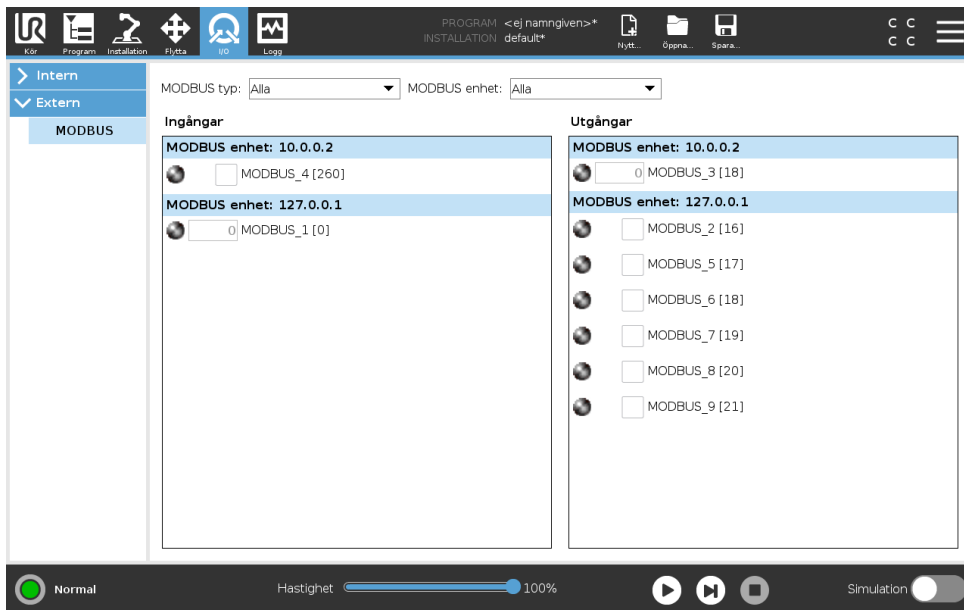 UR
Kör
Program
Installation
Flytta
I/O
Logg
PROGRAM <ej namngiven>*
INSTALLATION default*
Nytt...
Öppna...
Spara...
C C
C C
Intern
Extern
MODBUS
MODBUS typ: Alla
MODBUS enhet: Alla
Ingångar
MODBUS enhet: 10.0.0.2
MODBUS_4 [260]
MODBUS enhet: 127.0.0.1
0 MODBUS_1 [0]
Utgångar
MODBUS enhet: 10.0.0.2
0 MODBUS_3 [18]
MODBUS enhet: 127.0.0.1
MODBUS_2 [16]
MODBUS_5 [17]
MODBUS_6 [18]
MODBUS_7 [19]
MODBUS_8 [20]
MODBUS_9 [21]
Normal
Hastighet 100%
Simulation